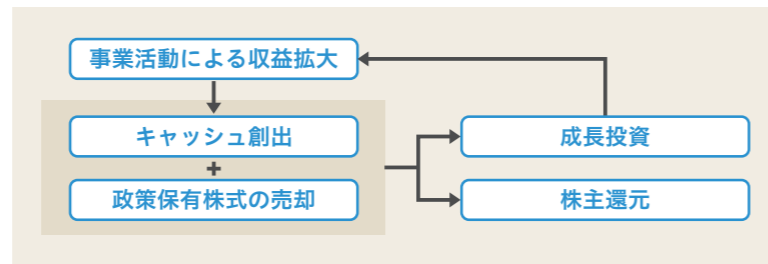 事業活動による収益拡大
キャッシュ創出
+
政策保有株式の売却
成長投資
株主還元